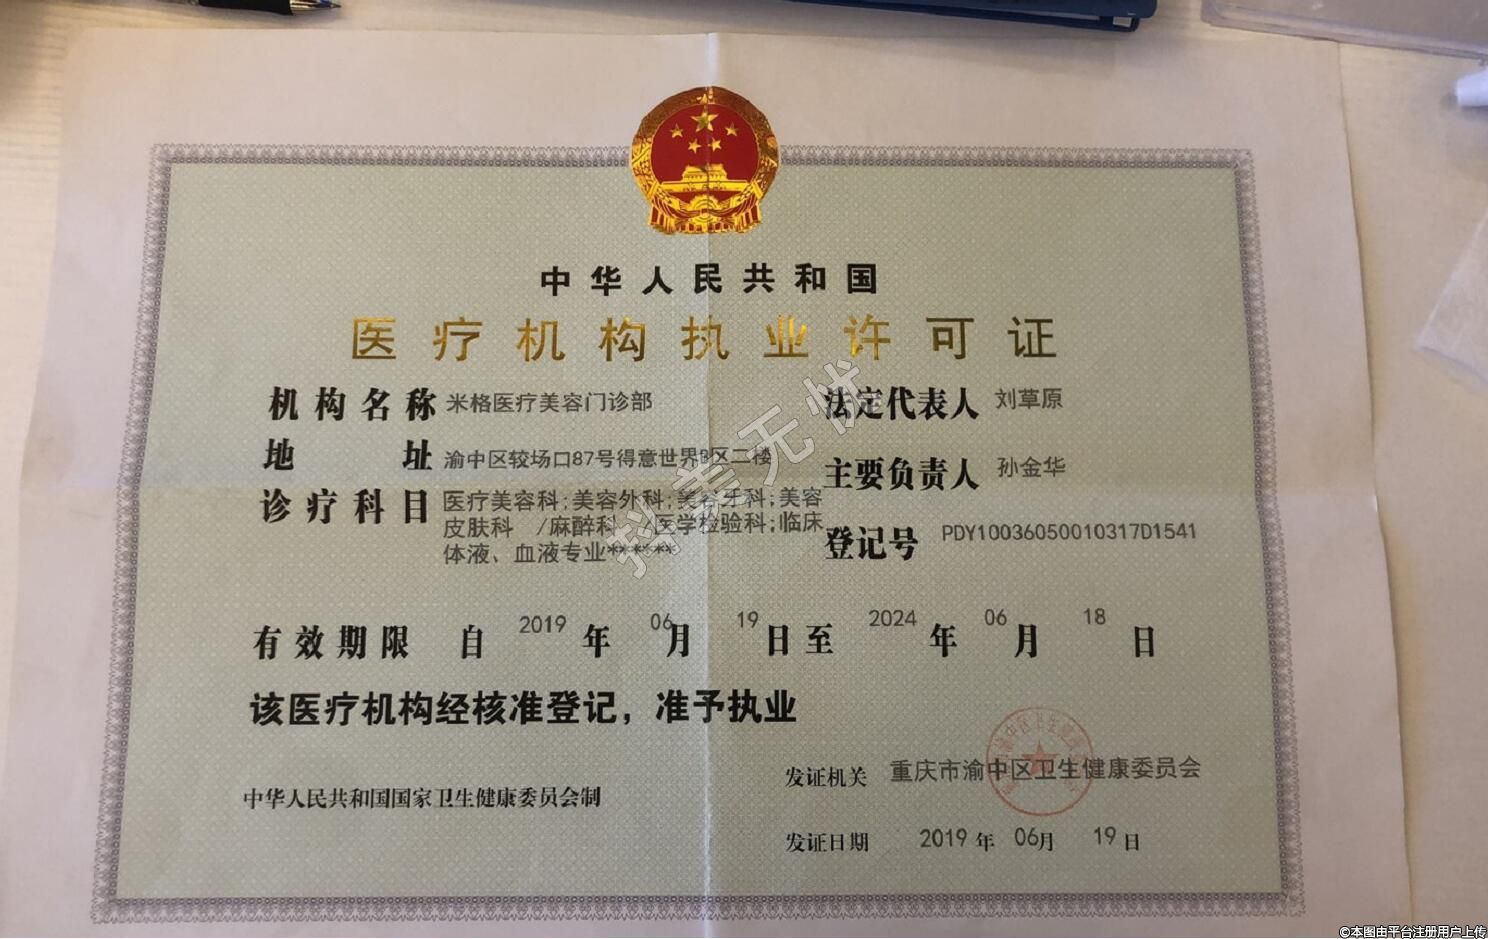 中华人民共和国
医疗机构执业许可证
机构名称 米格医疗美容门诊部
法定代表人 刘草原
地 址 渝中区较场口87号得意世界B区二楼
主要负责人 孙金华
诊疗科目 医疗美容科;美容外科;美容牙科;美容
皮肤科 /麻醉科 /医学检验科;临床
体液、血液专业******
登记号 PDY10036050010317D1541
有效期限 自 2019 年 06 月 19 日至 2024 年 06 月 18 日
该医疗机构经核准登记，准予执业
发证机关 重庆市渝中区卫生健康委员会
中华人民共和国国家卫生健康委员会制
发证日期 2019 年 06 月 19 日
抖美无忧
©本图由平台注册用户上传